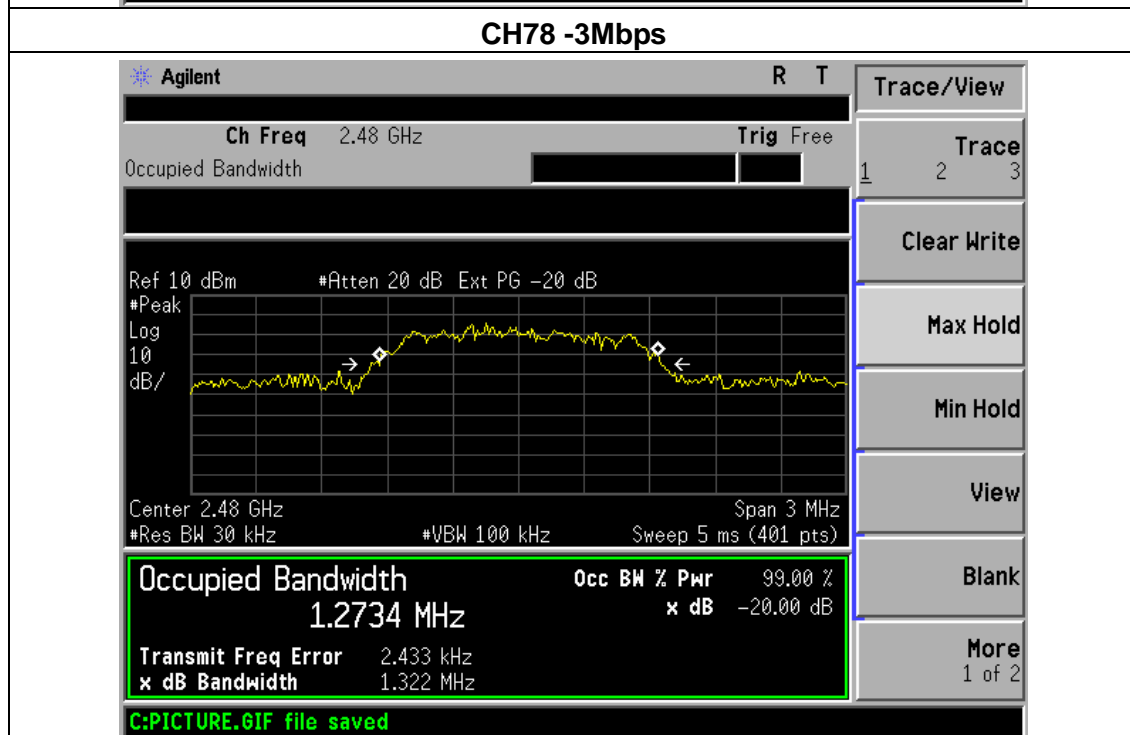 CH78 -3Mbps
Agilent R T
Ch Freq 2.48 GHz Trig Free
Occupied Bandwidth
Ref 10 dBm #Atten 20 dB Ext PG −20 dB
#Peak
Log
10
dB/
Center 2.48 GHz Span 3 MHz
#Res BW 30 kHz #VBW 100 kHz Sweep 5 ms (401 pts)
Occupied Bandwidth Occ BW % Pwr 99.00 %
1.2734 MHz x dB −20.00 dB
Transmit Freq Error 2.433 kHz
x dB Bandwidth 1.322 MHz
C:PICTURE.GIF file saved
Trace/View
Trace
1 2 3
Clear Write
Max Hold
Min Hold
View
Blank
More
1 of 2